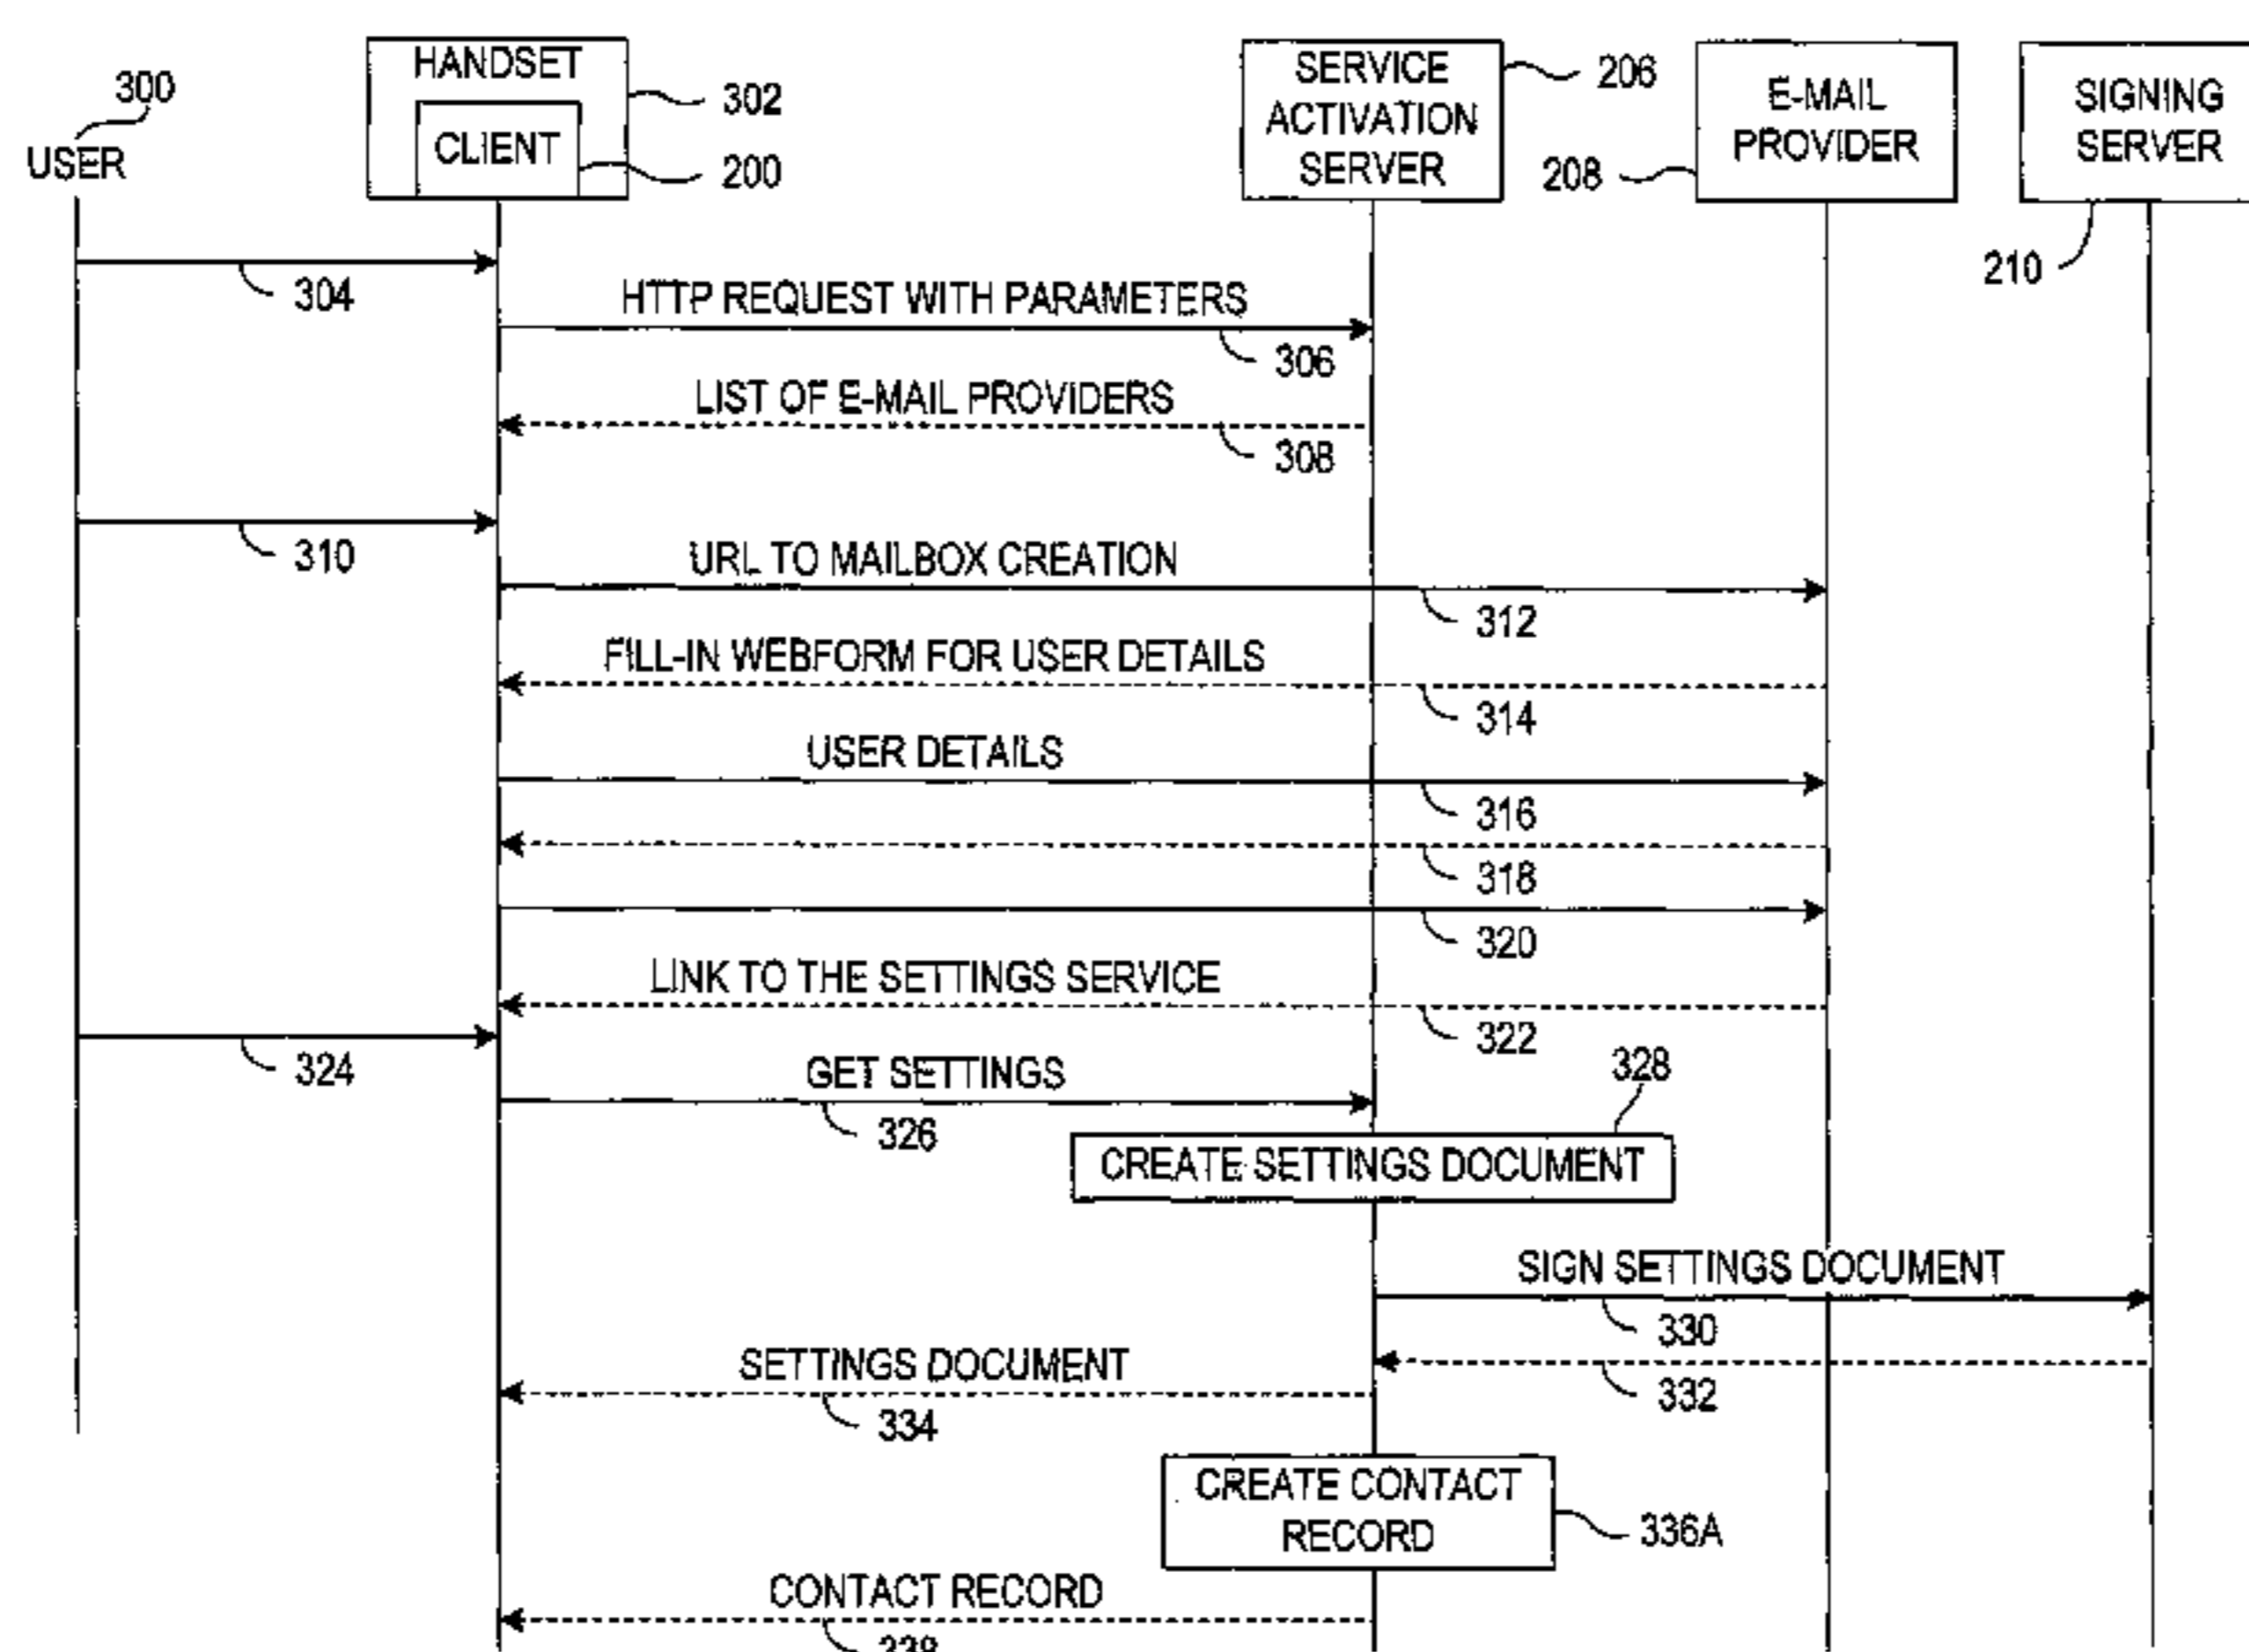 300
USER
HANDSET
302
CLIENT
200
SERVICE
ACTIVATION
SERVER
206
E-MAIL
PROVIDER
208
SIGNING
SERVER
210
304
HTTP REQUEST WITH PARAMETERS
306
LIST OF E-MAIL PROVIDERS
308
310
URL TO MAILBOX CREATION
312
FILL-IN WEBFORM FOR USER DETAILS
314
USER DETAILS
316
318
320
LINK TO THE SETTINGS SERVICE
322
324
GET SETTINGS
326
328
CREATE SETTINGS DOCUMENT
SIGN SETTINGS DOCUMENT
330
332
SETTINGS DOCUMENT
334
CREATE CONTACT
RECORD
336A
CONTACT RECORD
338